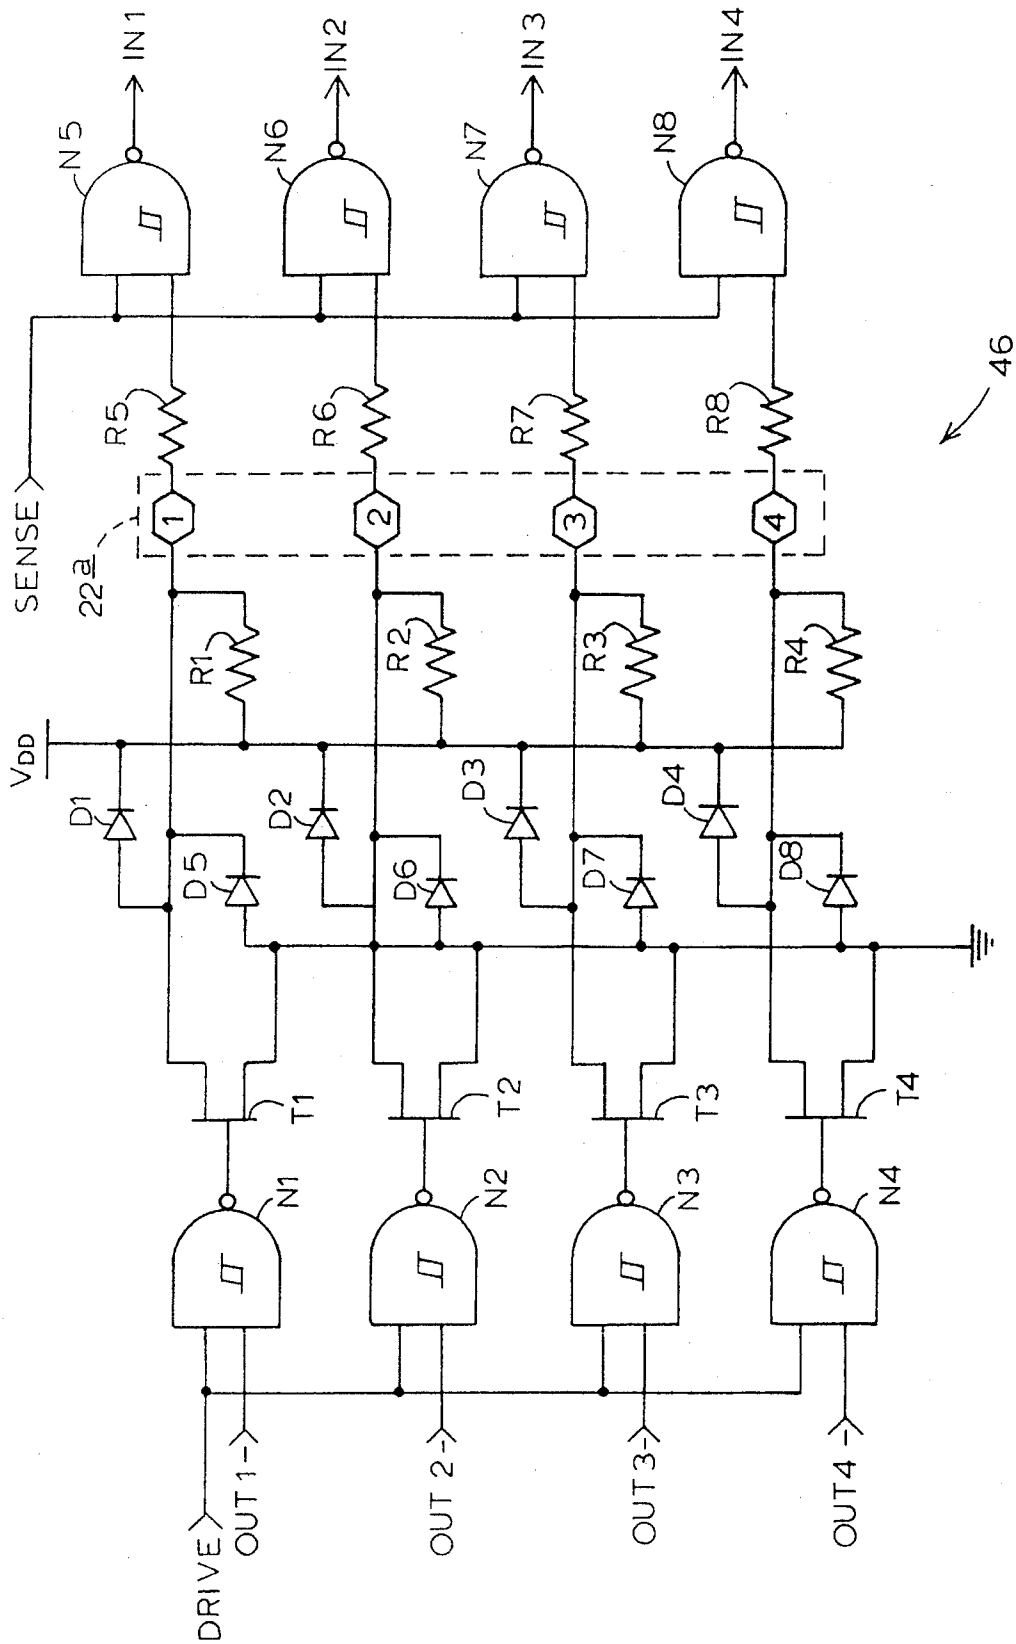 SENSE
VDD
22a
DRIVE
OUT1-
N1
T1
D1
D5
R1
1
R5
N5
IN1
OUT 2-
N2
T2
D2
D6
R2
2
R6
N6
IN2
OUT3-
N3
T3
D3
D7
R3
3
R7
N7
IN3
OUT4-
N4
T4
D4
D8
R4
4
R8
N8
IN4
46